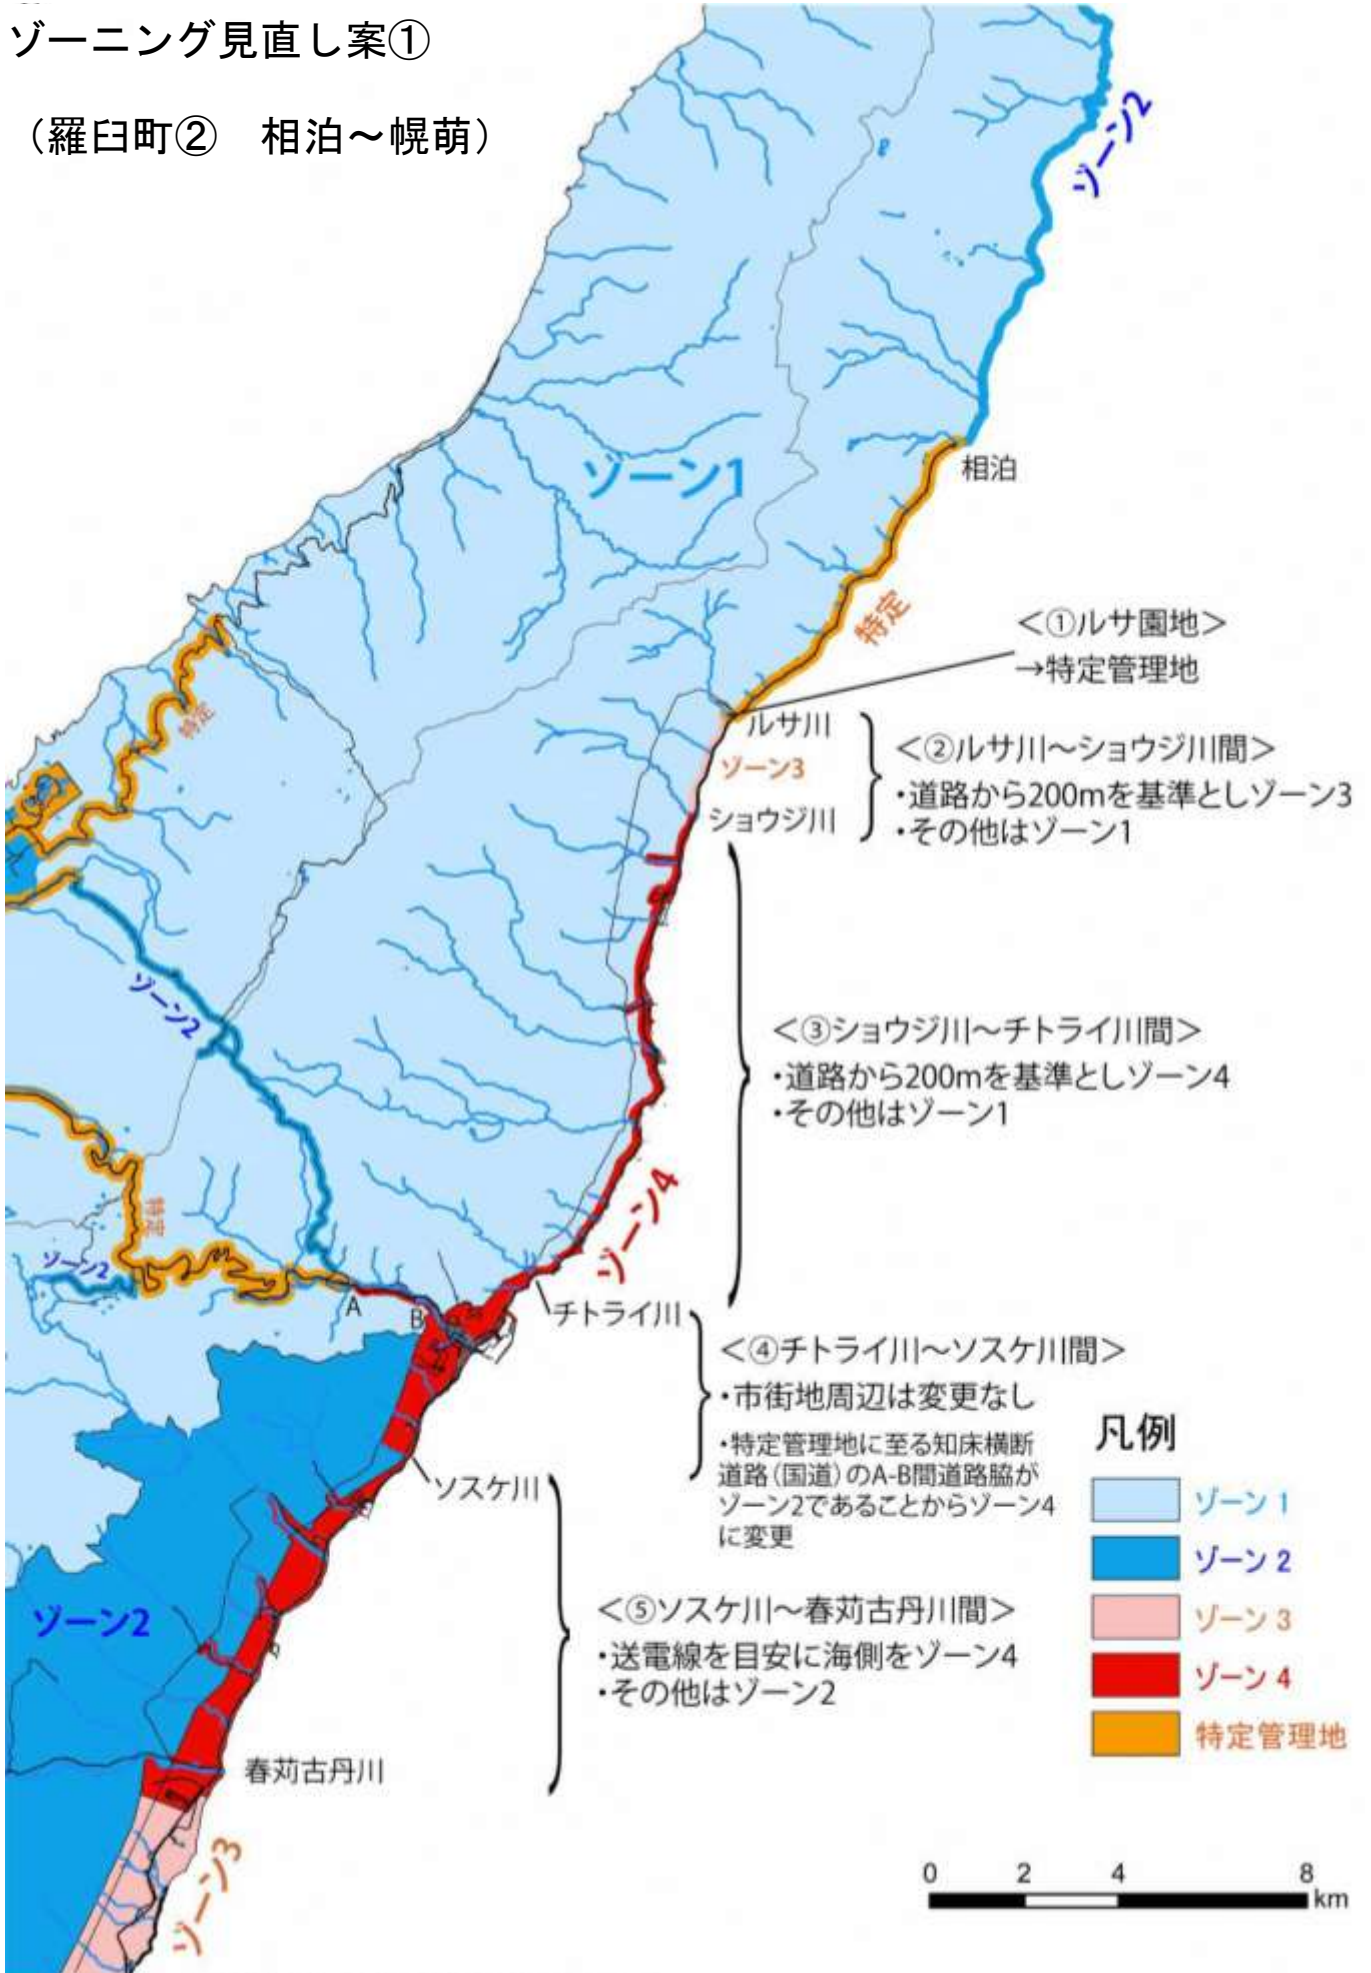 ゾーニング見直し案①
（羅臼町②　相泊～幌萌）
ゾーン2
ゾーン1
相泊
特定
＜①ルサ園地＞
→特定管理地
特定
ルサ川
ゾーン3
ショウジ川
＜②ルサ川～ショウジ川間＞
・道路から200mを基準としゾーン3
・その他はゾーン1
ゾーン2
＜③ショウジ川～チトライ川間＞
・道路から200mを基準としゾーン4
・その他はゾーン1
特定
ゾーン4
ゾーン2
A
B
チトライ川
＜④チトライ川～ソスケ川間＞
・市街地周辺は変更なし
・特定管理地に至る知床横断
道路（国道）のA-B間道路脇が
ゾーン2であることからゾーン4
に変更
ソスケ川
凡例
ゾーン 1
ゾーン 2
ゾーン 3
ゾーン 4
特定管理地
ゾーン2
＜⑤ソスケ川～春苅古丹川間＞
・送電線を目安に海側をゾーン4
・その他はゾーン2
春苅古丹川
ゾーン3
0 2 4 8
km